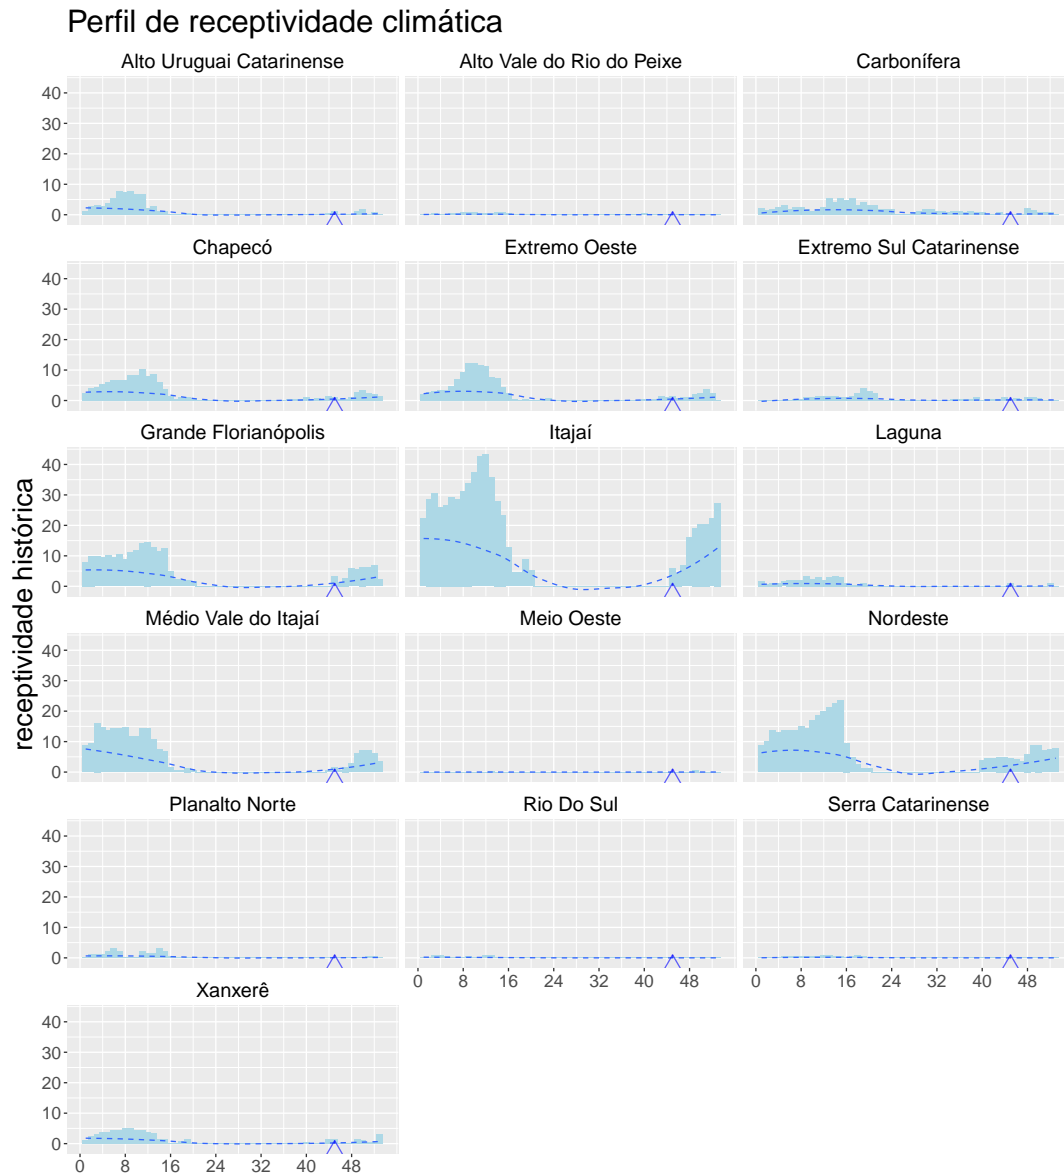 Perfil de receptividade climática
Alto Uruguai Catarinense
Alto Vale do Rio do Peixe
Carbonífera
40
30
20
10
0
Chapecó
Extremo Oeste
Extremo Sul Catarinense
40
30
20
10
0
Grande Florianópolis
Itajaí
Laguna
40
30
20
10
0
receptividade histórica
Médio Vale do Itajaí
Meio Oeste
Nordeste
40
30
20
10
0
Planalto Norte
Rio Do Sul
Serra Catarinense
40
30
20
10
0
0 8 16 24 32 40 48
0 8 16 24 32 40 48
Xanxerê
40
30
20
10
0
0 8 16 24 32 40 48